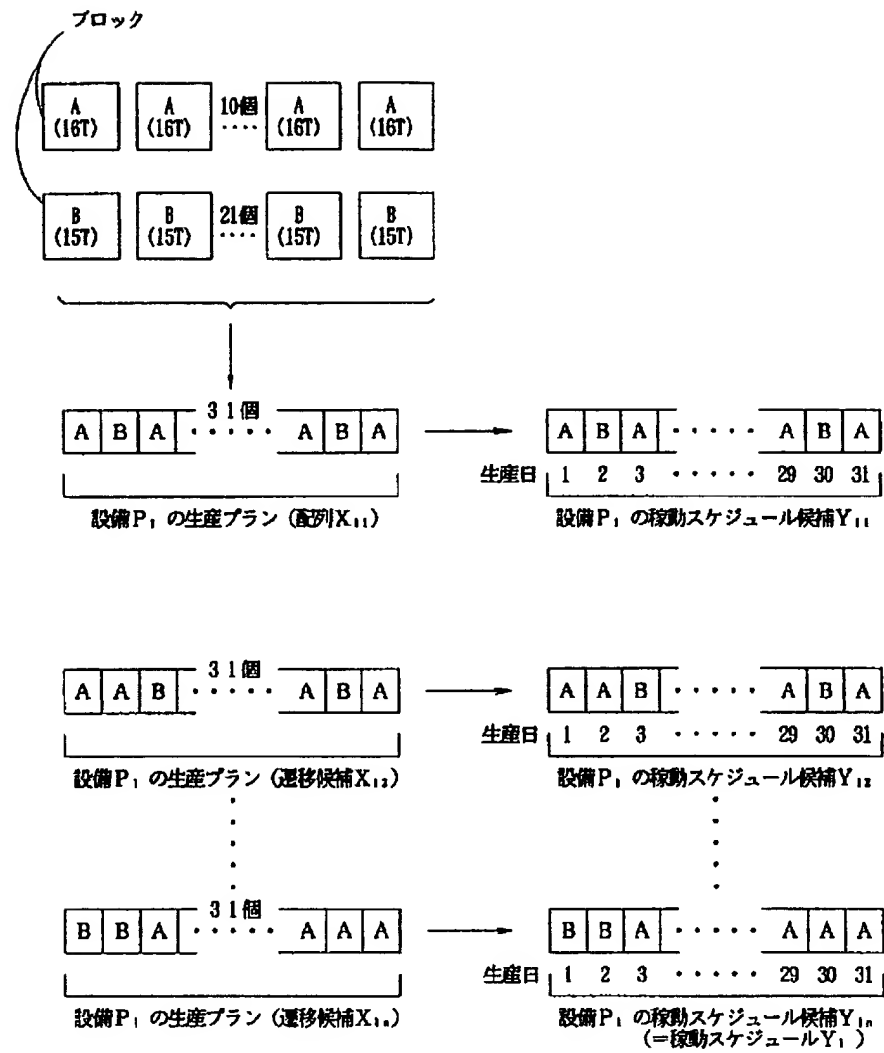 ブロック
A A 10個 A A
(16T) (16T) ‥‥ (16T) (16T)
B B 21個 B B
(15T) (15T) ‥‥ (15T) (15T)
31個
A B A ・・・・・ A B A
設備P₁ の生産プラン (配列X₁₁)
A B A ・・・・・ A B A
生産日 1 2 3 ・・・・・ 29 30 31
設備P₁ の稼動スケジュール候補Y₁₁
31個
A A B ・・・・・ A B A
設備P₁ の生産プラン (遷移候補X₁₂)
A A B ・・・・・ A B A
生産日 1 2 3 ・・・・・ 29 30 31
設備P₁ の稼動スケジュール候補Y₁₂
31個
B B A ・・・・・ A A A
設備P₁ の生産プラン (遷移候補X₁ₙ)
B B A ・・・・・ A A A
生産日 1 2 3 ・・・・・ 29 30 31
設備P₁ の稼動スケジュール候補Y₁ₙ
(=稼動スケジュールY₁)